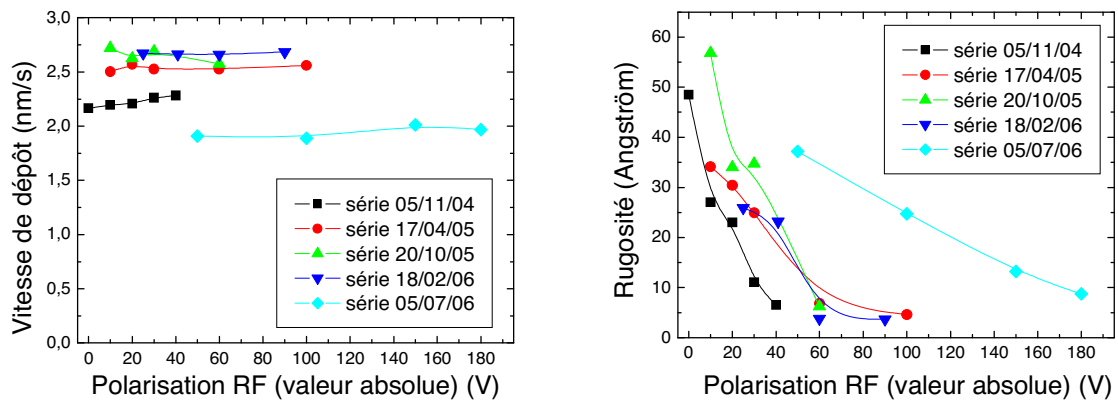 3,0
2,5
2,0
1,5
1,0
0,5
0,0
Vitesse de dépôt (nm/s)
série 05/11/04
série 17/04/05
série 20/10/05
série 18/02/06
série 05/07/06
0 20 40 60 80 100 120 140 160 180
Polarisation RF (valeur absolue) (V)
60
50
40
30
20
10
0
Rugosité (Angström)
série 05/11/04
série 17/04/05
série 20/10/05
série 18/02/06
série 05/07/06
0 20 40 60 80 100 120 140 160 180
Polarisation RF (valeur absolue) (V)